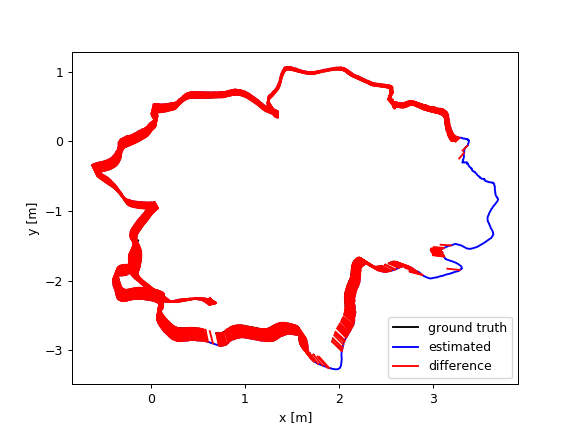 1
0
−1
−2
−3
y [m]
0
1
2
3
x [m]
ground truth
estimated
difference